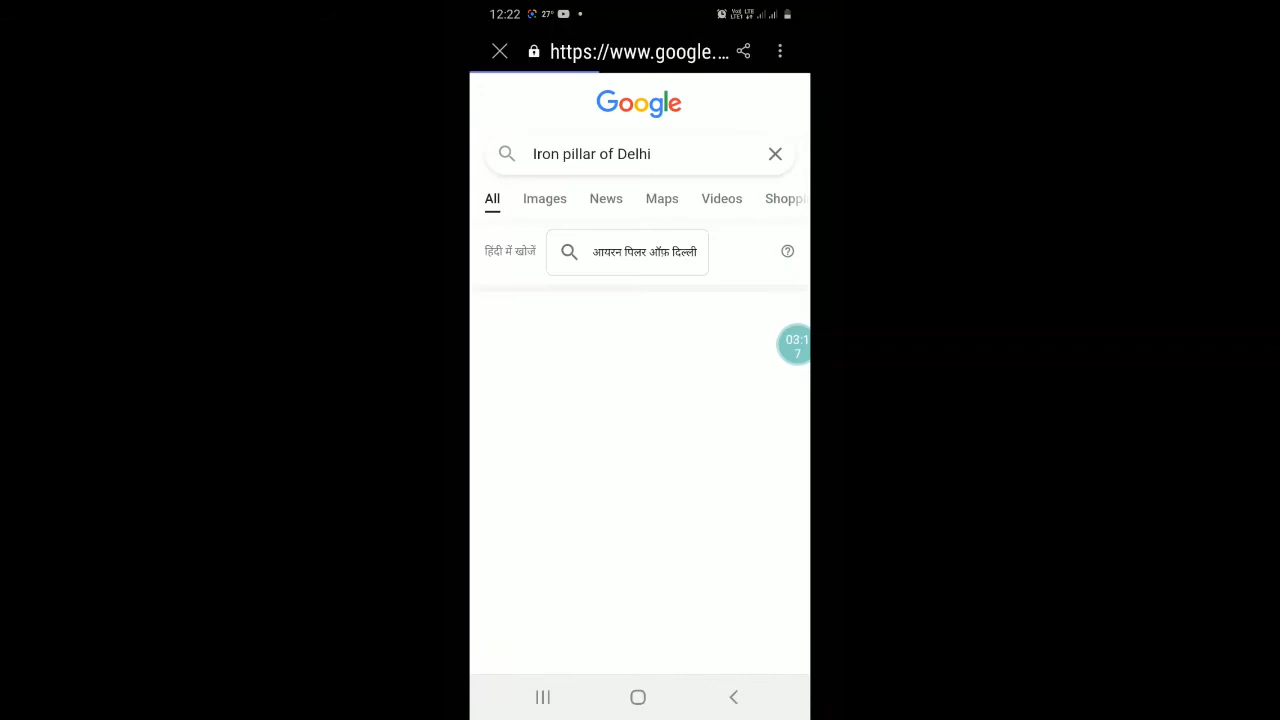 12:22 27°
https://www.google....
Google
Iron pillar of Delhi
All Images News Maps Videos Shoppi
हिंदी में खोजें आयरन पिलर ऑफ़ दिल्ली
03:1
7